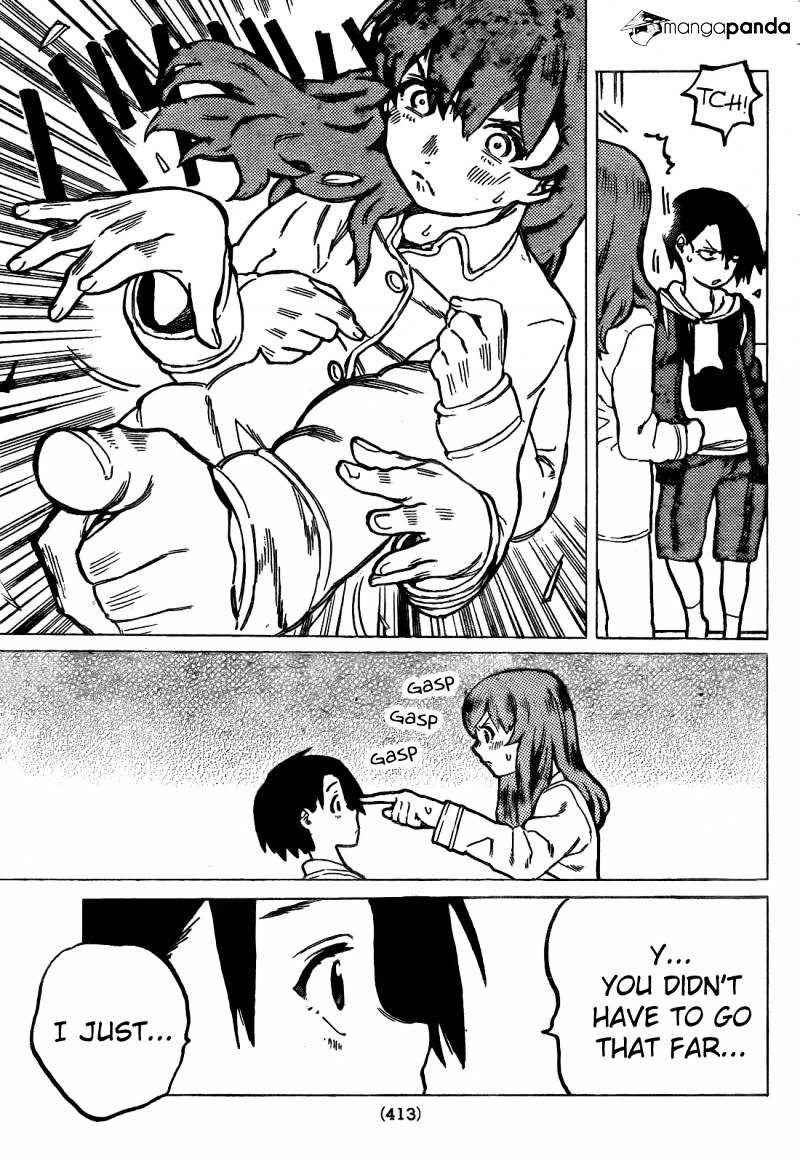 mangapanda
TCH!
GASP
GASP
GASP
Y...
YOU DIDN'T
HAVE TO GO
THAT FAR...
I JUST...
(413)